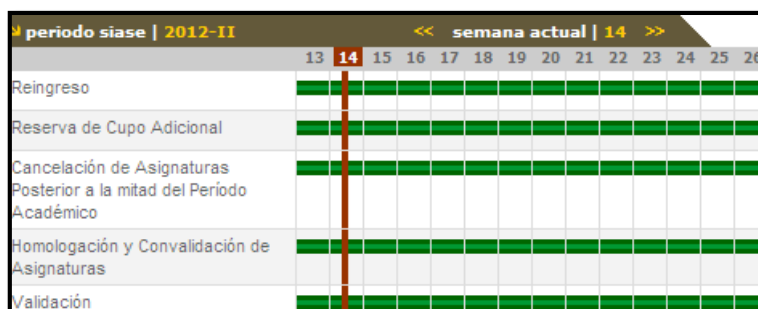 periodo siase | 2012-II << semana actual | 14 >>
13 14 15 16 17 18 19 20 21 22 23 24 25 26
Reingreso
Reserva de Cupo Adicional
Cancelación de Asignaturas
Posterior a la mitad del Período
Académico
Homologación y Convalidación de
Asignaturas
Validación